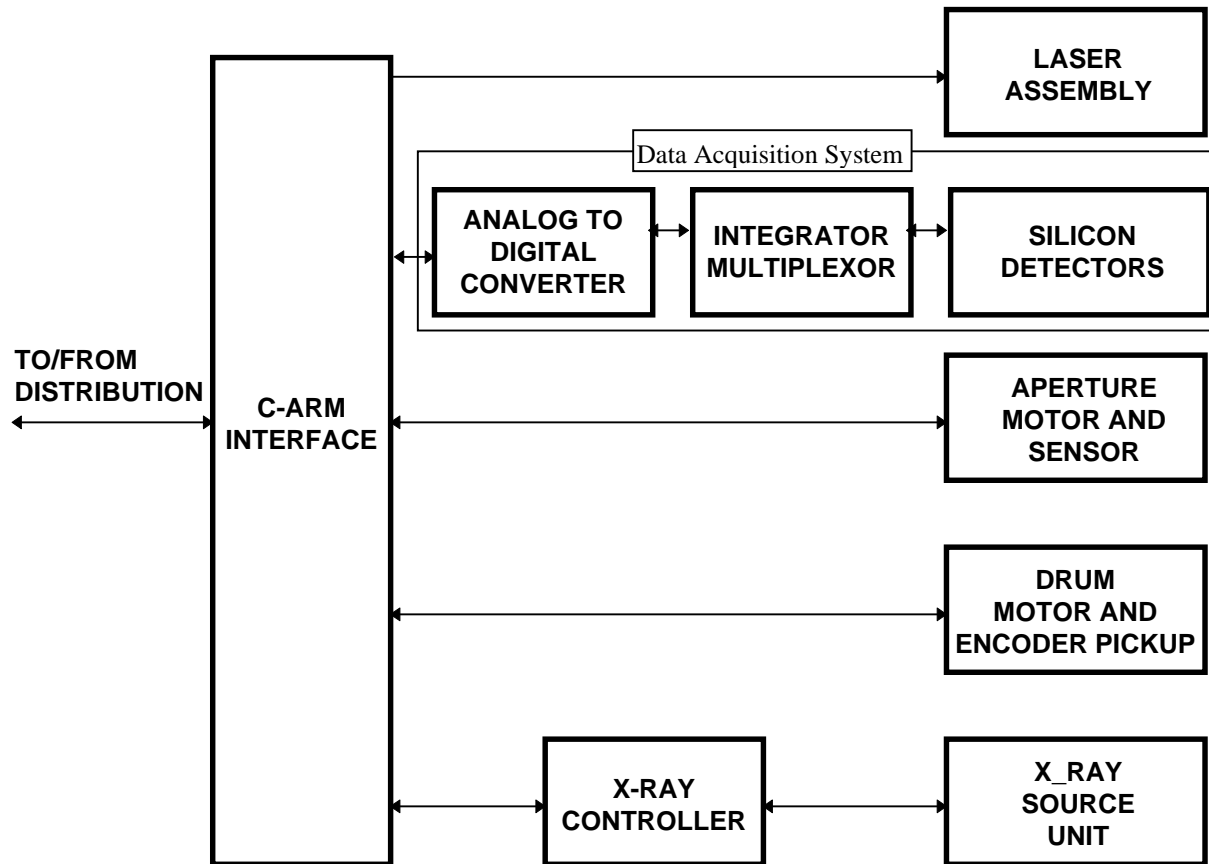 LASER
ASSEMBLY
Data Acquisition System
ANALOG TO
DIGITAL
CONVERTER
INTEGRATOR
MULTIPLEXOR
SILICON
DETECTORS
TO/FROM
DISTRIBUTION
C-ARM
INTERFACE
APERTURE
MOTOR AND
SENSOR
DRUM
MOTOR AND
ENCODER PICKUP
X-RAY
CONTROLLER
X_RAY
SOURCE
UNIT